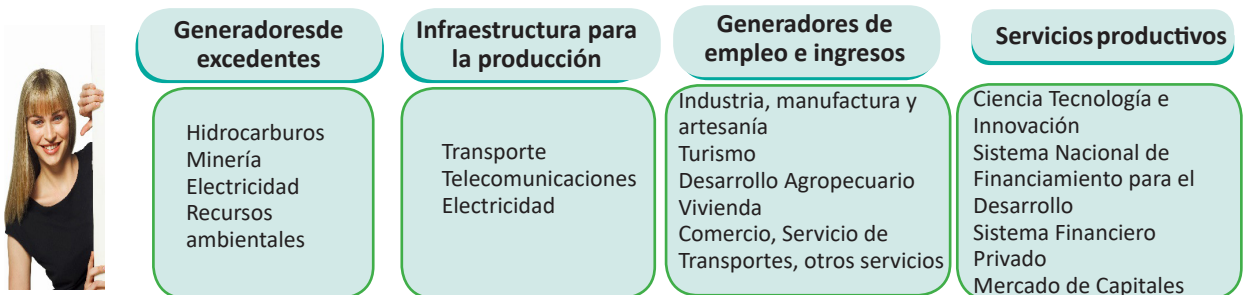 Generadoresde
excedentes
Hidrocarburos
Minería
Electricidad
Recursos
ambientales
Infraestructura para
la producción
Transporte
Telecomunicaciones
Electricidad
Generadores de
empleo e ingresos
Industria, manufactura y
artesanía
Turismo
Desarrollo Agropecuario
Vivienda
Comercio, Servicio de
Transportes, otros servicios
Servicios productivos
Ciencia Tecnología e
Innovación
Sistema Nacional de
Financiamiento para el
Desarrollo
Sistema Financiero
Privado
Mercado de Capitales